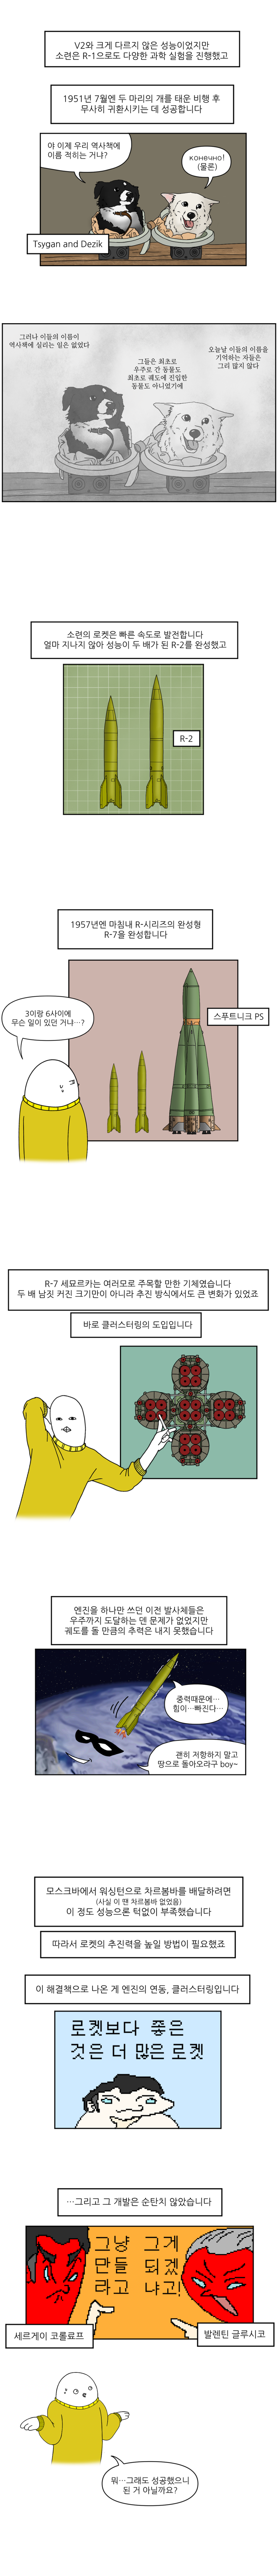 V2와 크게 다르지 않은 성능이었지만
소련은 R-1으로도 다양한 과학 실험을 진행했고
1951년 7월엔 두 마리의 개를 태운 비행 후
무사히 귀환시키는 데 성공합니다
야 이제 우리 역사책에
이름 적히는 거냐?
конечно!
(물론)
Tsygan and Dezik
그러나 이들의 이름이
역사책에 실리는 일은 없었다
그들은 최초로
우주로 간 동물도
최초로 궤도에 진입한
동물도 아니었기에
오늘날 이들의 이름을
기억하는 자들은
그리 많지 않다
소련의 로켓은 빠른 속도로 발전합니다
얼마 지나지 않아 성능이 두 배가 된 R-2를 완성했고
R-2
1957년엔 마침내 R-시리즈의 완성형
R-7을 완성합니다
3이랑 6사이에
무슨 일이 있던 거냐…?
스푸트니크 PS
R-7 세묘르카는 여러모로 주목할 만한 기체였습니다
두 배 남짓 커진 크기만이 아니라 추진 방식에서도 큰 변화가 있었죠
바로 클러스터링의 도입입니다
엔진을 하나만 쓰던 이전 발사체들은
우주까지 도달하는 덴 문제가 없었지만
궤도를 돌 만큼의 추력은 내지 못했습니다
중력때문에…
힘이…빠진다…
괜히 저항하지 말고
땅으로 돌아오라구 boy~
모스크바에서 워싱턴으로 차르봄바를 배달하려면
(사실 이 땐 차르봄바 없었음)
이 정도 성능으론 턱없이 부족했습니다
따라서 로켓의 추진력을 높일 방법이 필요했죠
이 해결책으로 나온 게 엔진의 연동, 클러스터링입니다
로켓보다 좋은
것은 더 많은 로켓
…그리고 그 개발은 순탄치 않았습니다
그냥
만들
라고
그게
되겠
냐고!
세르게이 코롤료프
발렌틴 글루시코
뭐…그래도 성공했으니
된 거 아닐까요?